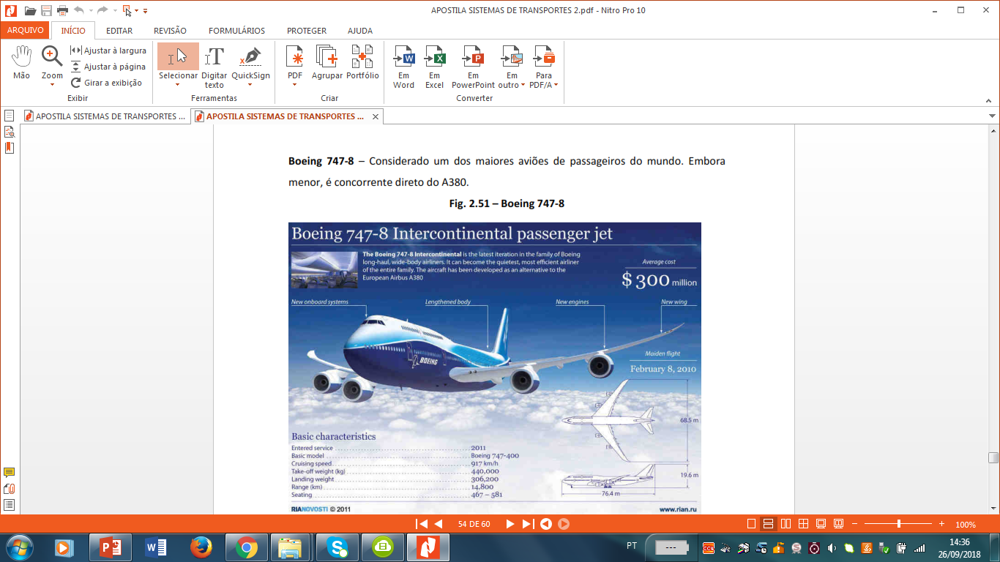 APOSTILA SISTEMAS DE TRANSPORTES 2.pdf - Nitro Pro 10
ARQUIVO INÍCIO EDITAR REVISÃO FORMULÁRIOS PROTEGER AJUDA
Mão
Zoom
Ajustar à largura
Ajustar à página
Girar a exibição
Exibir
Selecionar
Digitar
texto
QuickSign
Ferramentas
PDF
Agrupar
Portfólio
Criar
Em
Word
Em
Excel
Em
PowerPoint
Em
outro
Para
PDF/A
Converter
APOSTILA SISTEMAS DE TRANSPORTES ...
APOSTILA SISTEMAS DE TRANSPORTES ...
Boeing 747-8 – Considerado um dos maiores aviões de passageiros do mundo. Embora
menor, é concorrente direto do A380.
Fig. 2.51 – Boeing 747-8
Boeing 747-8 Intercontinental passenger jet
The Boeing 747-8 Intercontinental is the latest iteration in the family of Boeing
long-haul, wide-body airliners. It can become the quietest, most efficient airliner
of the entire family. The aircraft has been developed as an alternative to the
European Airbus A380
Average cost
$ 300 million
New onboard systems
Lengthened body
New engines
New wing
BOEING
Maiden flight
February 8, 2010
68.5 m
19.6 m
76.4 m
Basic characteristics
Entered service 2011
Basic model Boeing 747-400
Cruising speed 917 km/h
Take-off weight (kg) 440,000
Landing weight 306,200
Range (km) 14,800
Seating 467 – 581
RIANOVOSTI © 2011
www.rian.ru
54 DE 60
100%
PT
14:36
26/09/2018